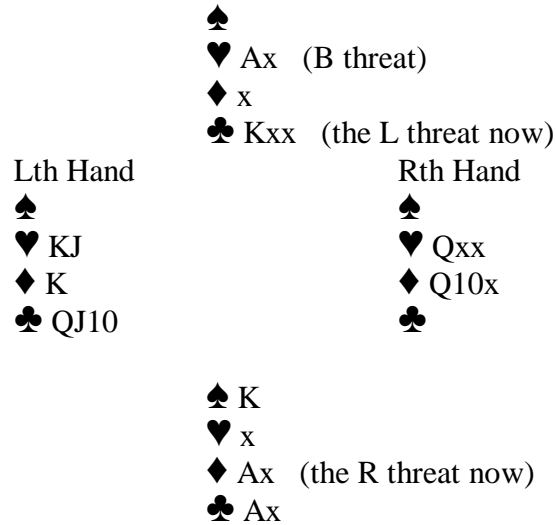 ♠
♥ Ax (B threat)
♦ x
♣ Kxx (the L threat now)
Lth Hand Rth Hand
♠ ♠
♥ KJ ♥ Qxx
♦ K ♦ Q10x
♣ QJ10 ♣
♠ K
♥ x
♦ Ax (the R threat now)
♣ Ax